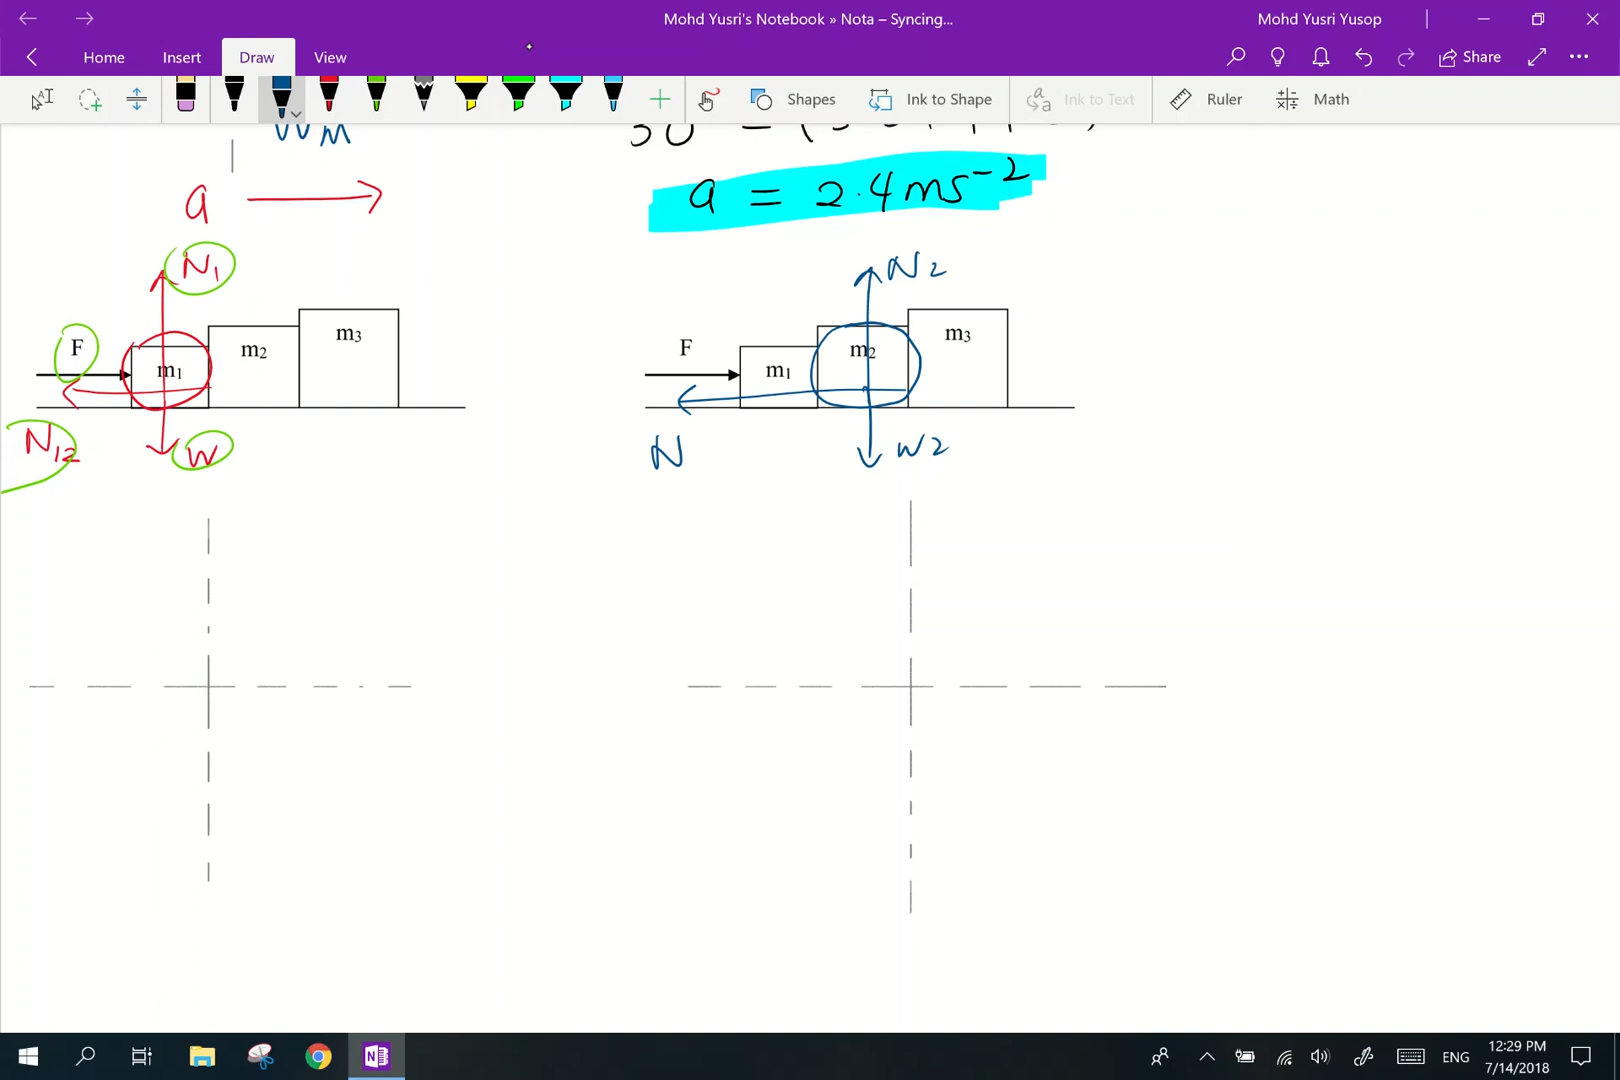 Mohd Yusri's Notebook » Nota – Syncing...
Mohd Yusri Yusop
Home
Insert
Draw
View
Share
Shapes
Ink to Shape
Ink to Text
Ruler
Math
WM
a
a = 2.4 ms⁻²
N₁
F
m₁
m₂
m₃
N₁₂
W
N₂
F
m₁
m₂
m₃
N
W₂
ENG
12:29 PM
7/14/2018